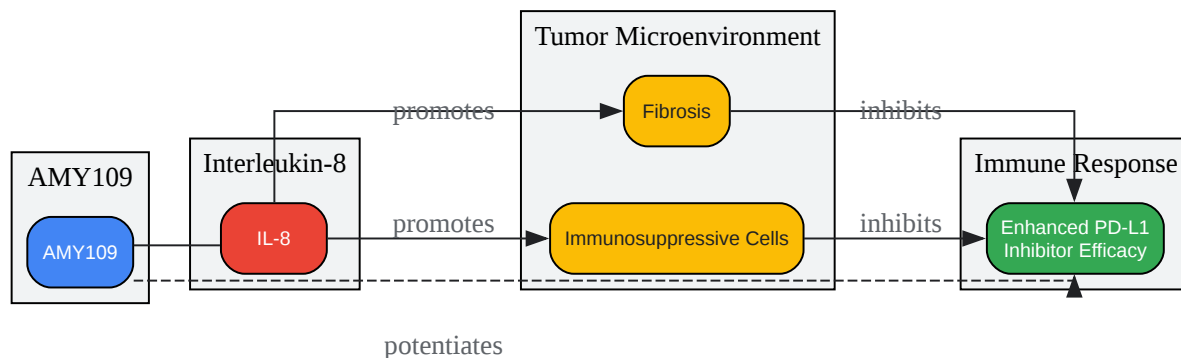 Tumor Microenvironment
promotes
Fibrosis
inhibits
AMY109
Interleukin-8
Immune Response
AMY109
IL-8
promotes
Immunosuppressive Cells
inhibits
Enhanced PD-L1
Inhibitor Efficacy
potentiates